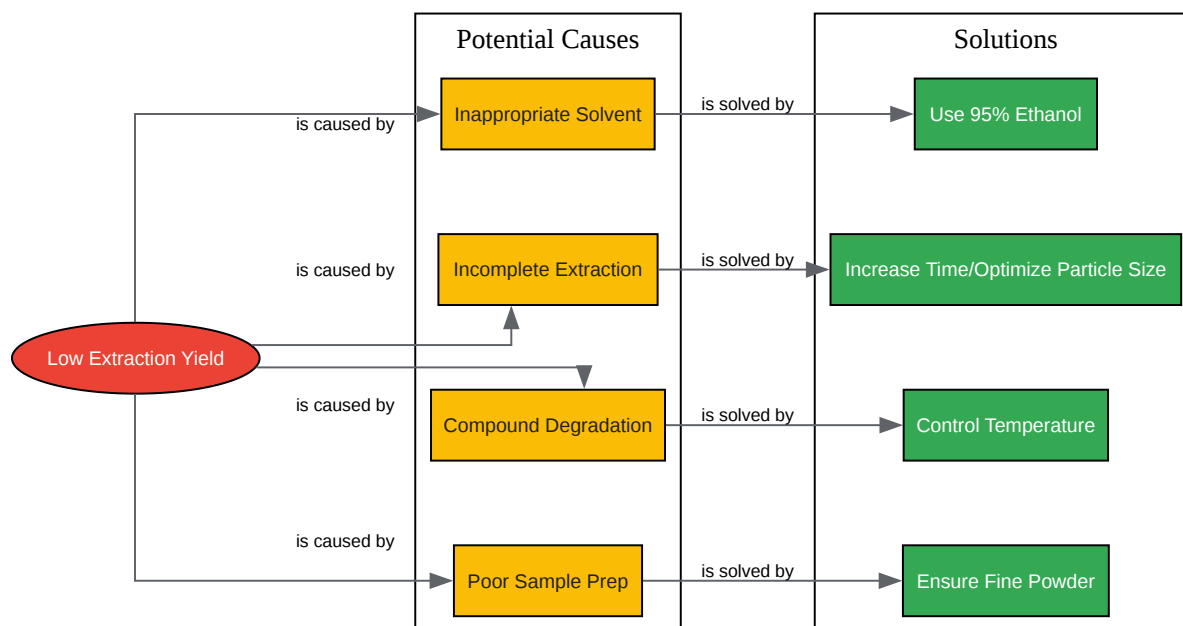 Potential Causes
Solutions
Inappropriate Solvent
is solved by
Use 95% Ethanol
is caused by
Incomplete Extraction
is solved by
Increase Time/Optimize Particle Size
is caused by
Low Extraction Yield
is caused by
Compound Degradation
is solved by
Control Temperature
is caused by
Poor Sample Prep
is solved by
Ensure Fine Powder